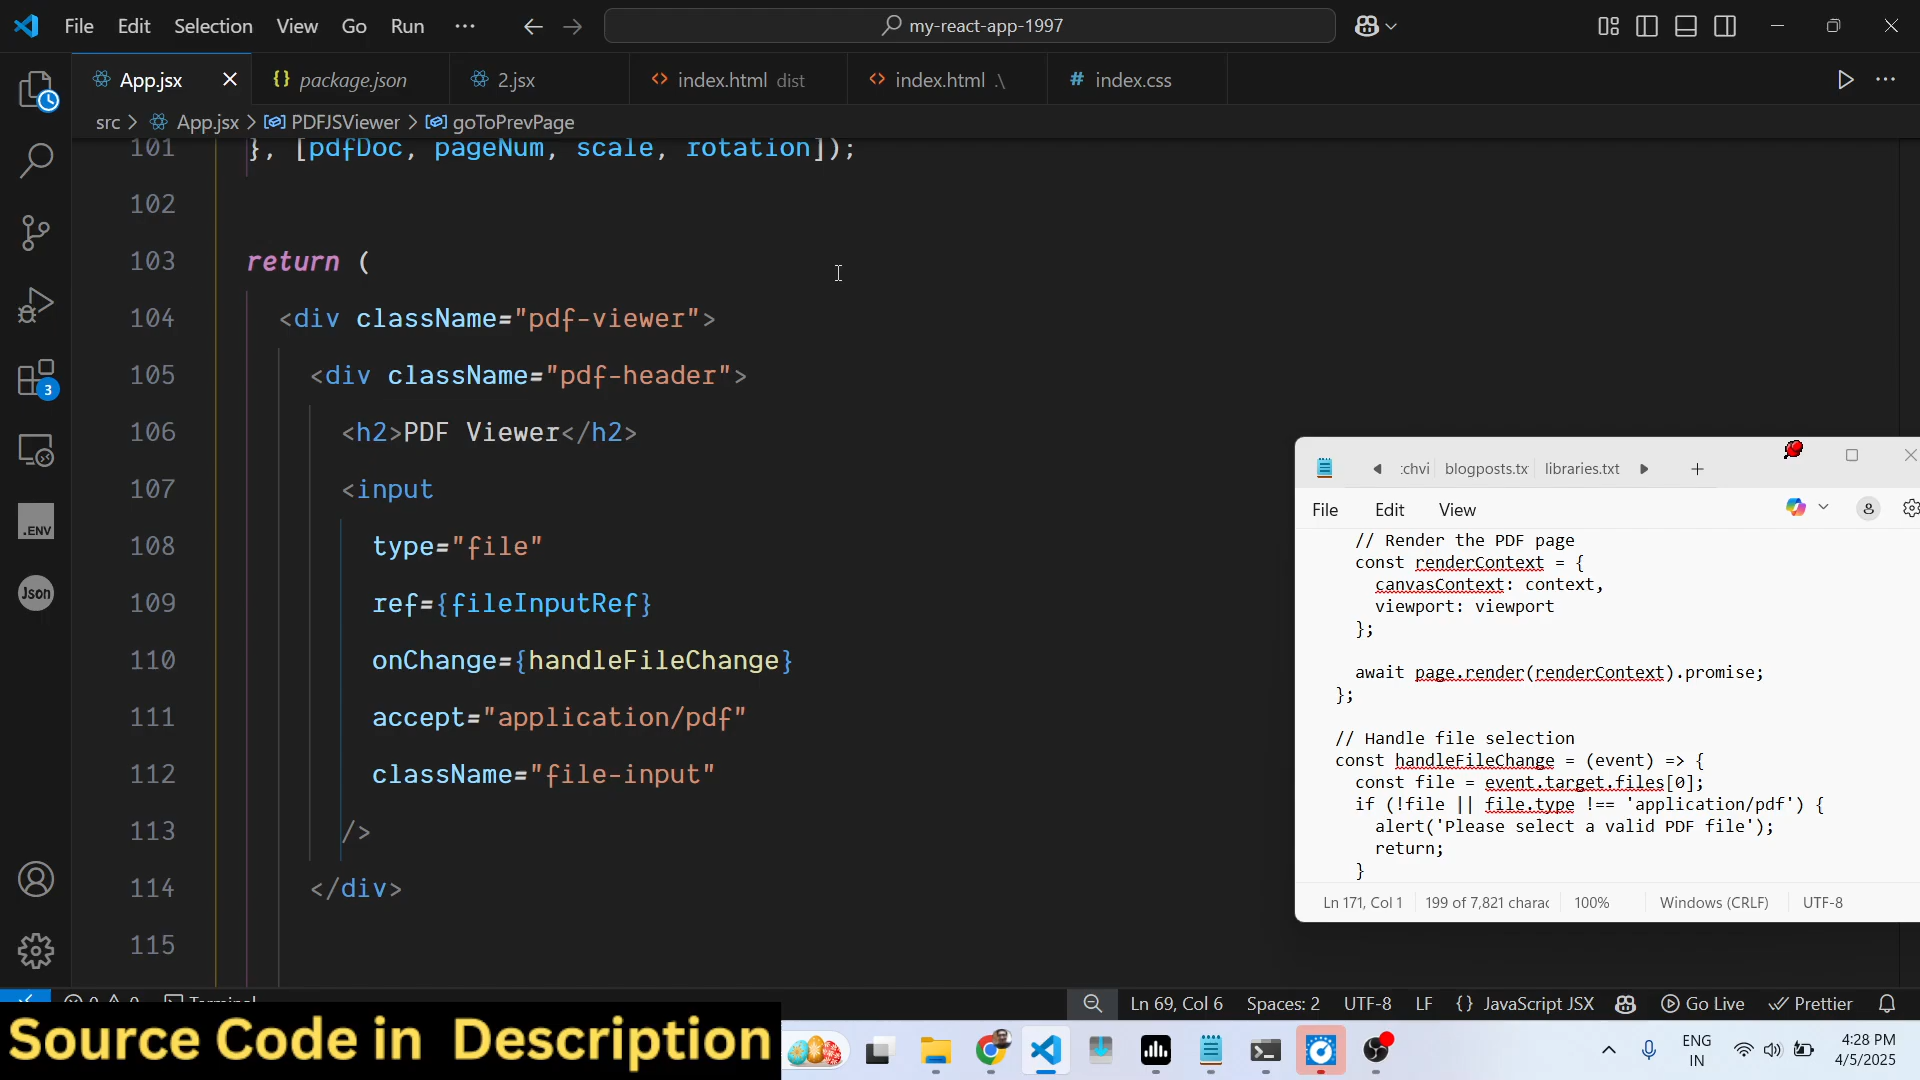 File Edit Selection View Go Run ··· my-react-app-1997
App.jsx {} package.json 2.jsx <> index.html dist <> index.html .\ # index.css
src > App.jsx > PDFJSViewer > goToPrevPage
101 }, [pdfDoc, pageNum, scale, rotation]);
102
103 return (
104 <div className="pdf-viewer">
105 <div className="pdf-header">
106 <h2>PDF Viewer</h2>
107 <input
108 type="file"
109 ref={fileInputRef}
110 onChange={handleFileChange}
111 accept="application/pdf"
112 className="file-input"
113 />
114 </div>
115
3
.ENV
Json
:chvi blogposts.tx libraries.txt +
File Edit View
// Render the PDF page
const renderContext = {
canvasContext: context,
viewport: viewport
};
await page.render(renderContext).promise;
};
// Handle file selection
const handleFileChange = (event) => {
const file = event.target.files[0];
if (!file || file.type !== 'application/pdf') {
alert('Please select a valid PDF file');
return;
}
Ln 171, Col 1 199 of 7,821 charac 100% Windows (CRLF) UTF-8
Ln 69, Col 6 Spaces: 2 UTF-8 LF {} JavaScript JSX Go Live Prettier
Source Code in Description
ENG
IN
4:28 PM
4/5/2025